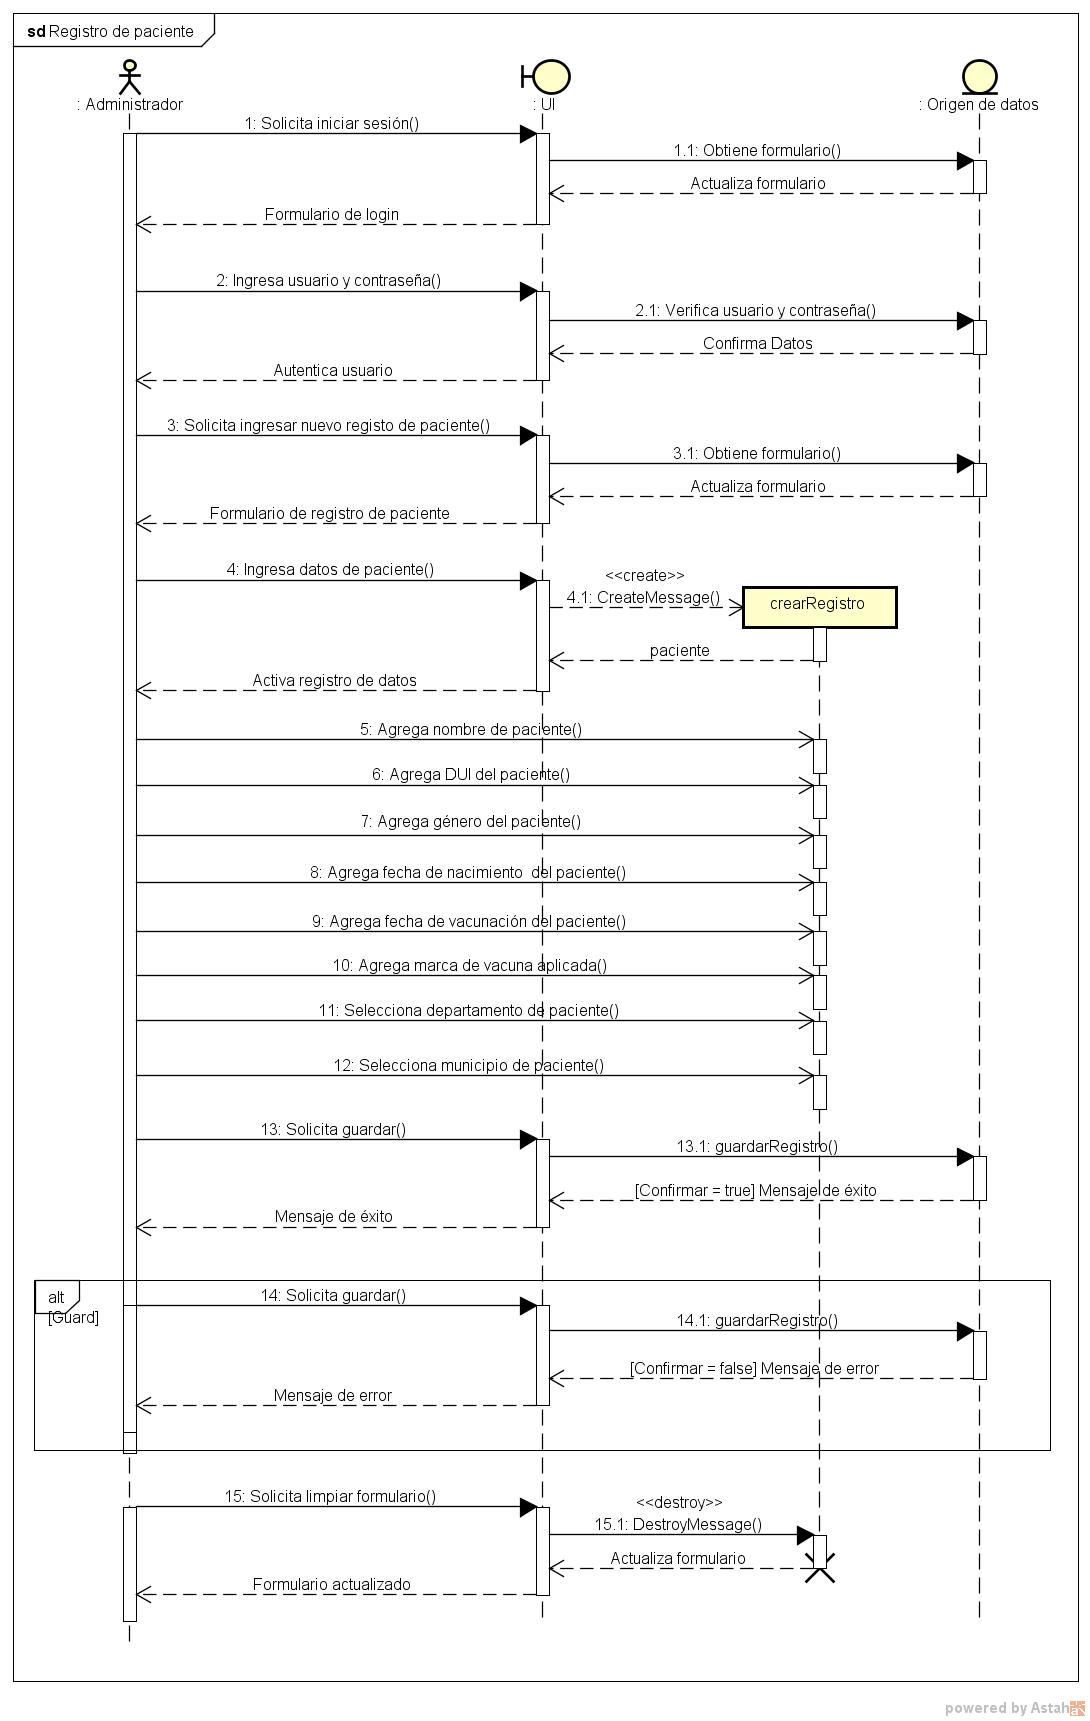 sd Registro de paciente
: Administrador
: UI
: Origen de datos
1: Solicita iniciar sesión()
1.1: Obtiene formulario()
Actualiza formulario
Formulario de login
2: Ingresa usuario y contraseña()
2.1: Verifica usuario y contraseña()
Confirma Datos
Autentica usuario
3: Solicita ingresar nuevo registo de paciente()
3.1: Obtiene formulario()
Actualiza formulario
Formulario de registro de paciente
4: Ingresa datos de paciente()
<<create>>
4.1: CreateMessage()
crearRegistro
paciente
Activa registro de datos
5: Agrega nombre de paciente()
6: Agrega DUI del paciente()
7: Agrega género del paciente()
8: Agrega fecha de nacimiento  del paciente()
9: Agrega fecha de vacunación del paciente()
10: Agrega marca de vacuna aplicada()
11: Selecciona departamento de paciente()
12: Selecciona municipio de paciente()
13: Solicita guardar()
13.1: guardarRegistro()
[Confirmar = true] Mensaje de éxito
Mensaje de éxito
alt
[Guard]
14: Solicita guardar()
14.1: guardarRegistro()
[Confirmar = false] Mensaje de error
Mensaje de error
15: Solicita limpiar formulario()
<<destroy>>
15.1: DestroyMessage()
Actualiza formulario
Formulario actualizado
powered by Astah